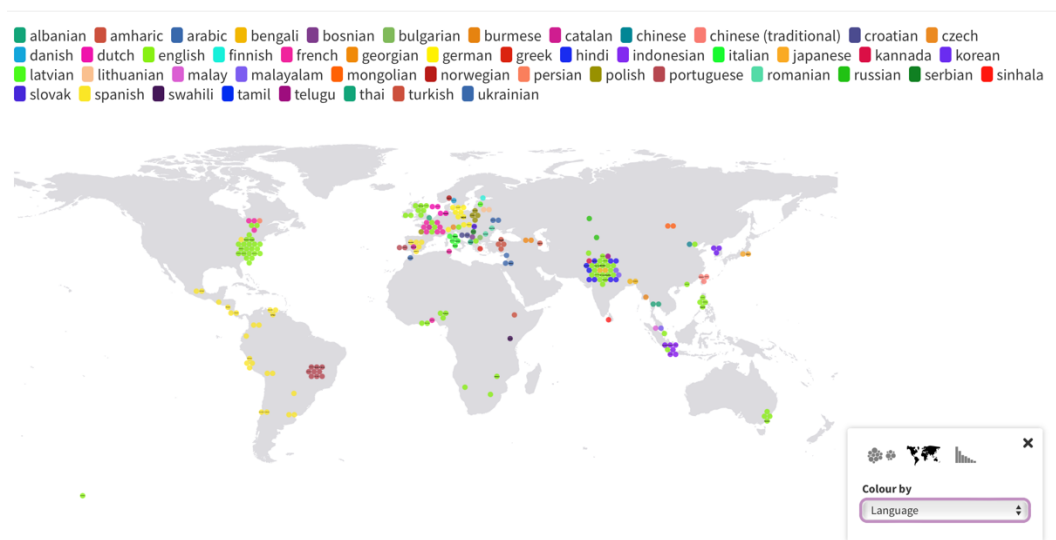 albanian amharic arabic bengali bosnian bulgarian burmese catalan chinese chinese (traditional) croatian czech
danish dutch english finnish french georgian german greek hindi indonesian italian japanese kannada korean
latvian lithuanian malay malayalam mongolian norwegian persian polish portuguese romanian russian serbian sinhala
slovak spanish swahili tamil telugu thai turkish ukrainian
Colour by
Language